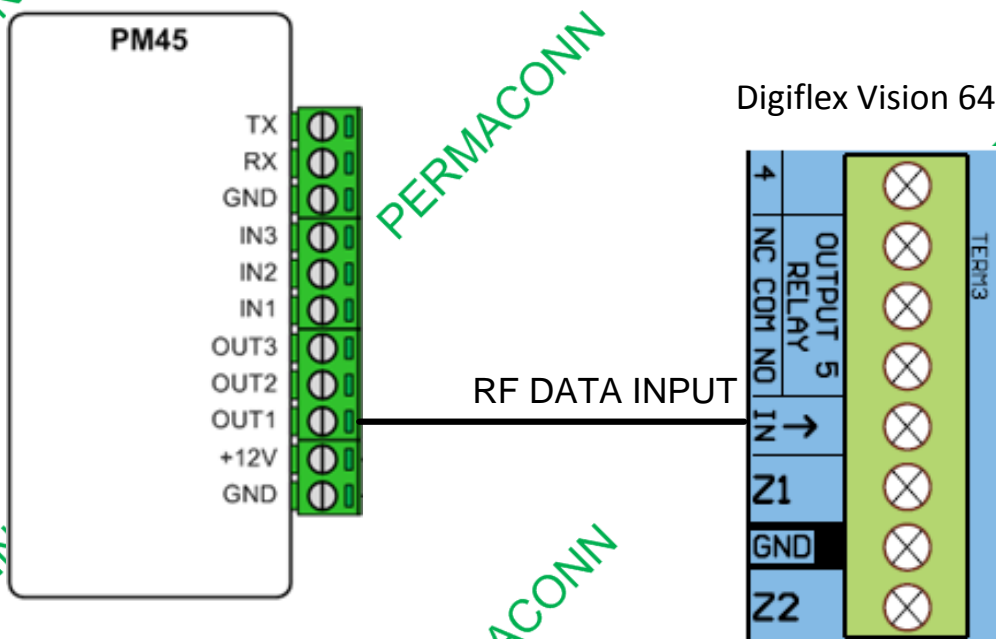 PM45
TX
RX
GND
IN3
IN2
IN1
OUT3
OUT2
OUT1
+12V
GND
PERMACONN
RF DATA INPUT
Digiflex Vision 64
4
NC COM NO
OUTPUT 5
RELAY
IN →
Z1
GND
Z2
TERM3
ACONN